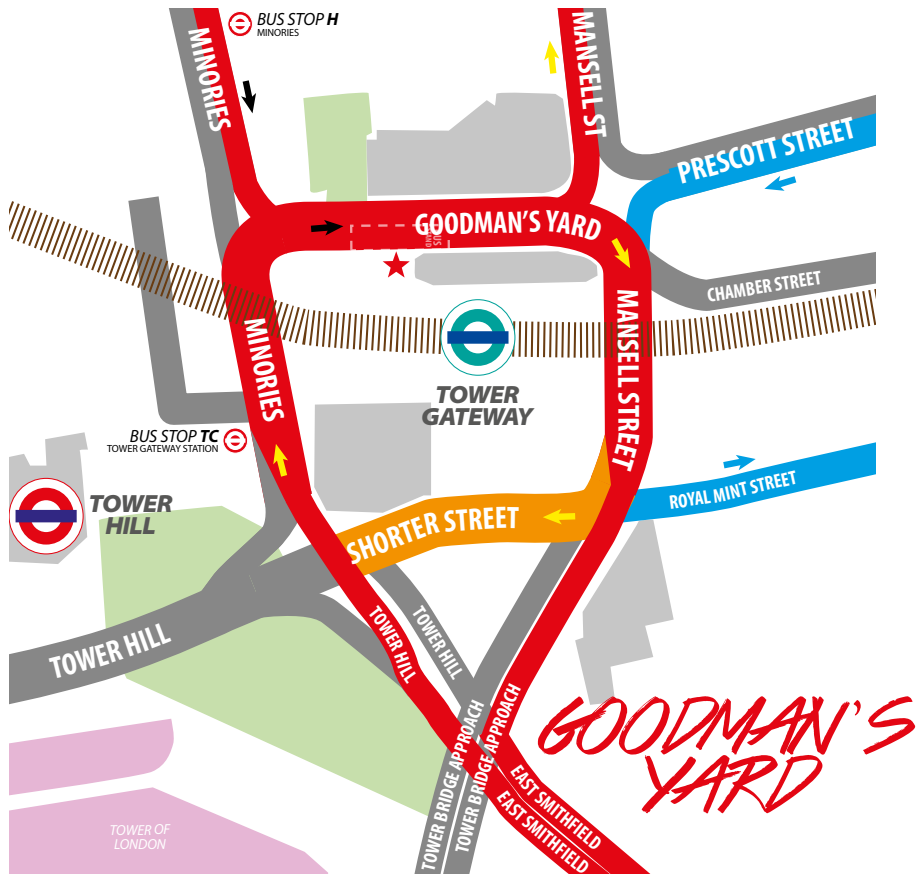 BUS STOP H
MINORIES
MINORIES
MANSELL ST
PRESCOTT STREET
GOODMAN'S YARD
BUS
STAND
CHAMBER STREET
MINORIES
MANSELL STREET
TOWER
GATEWAY
BUS STOP TC
TOWER GATEWAY STATION
TOWER
HILL
ROYAL MINT STREET
SHORTER STREET
TOWER HILL
TOWER HILL
TOWER HILL
TOWER BRIDGE APPROACH
TOWER BRIDGE APPROACH
GOODMAN'S
YARD
EAST SMITHFIELD
EAST SMITHFIELD
TOWER OF
LONDON